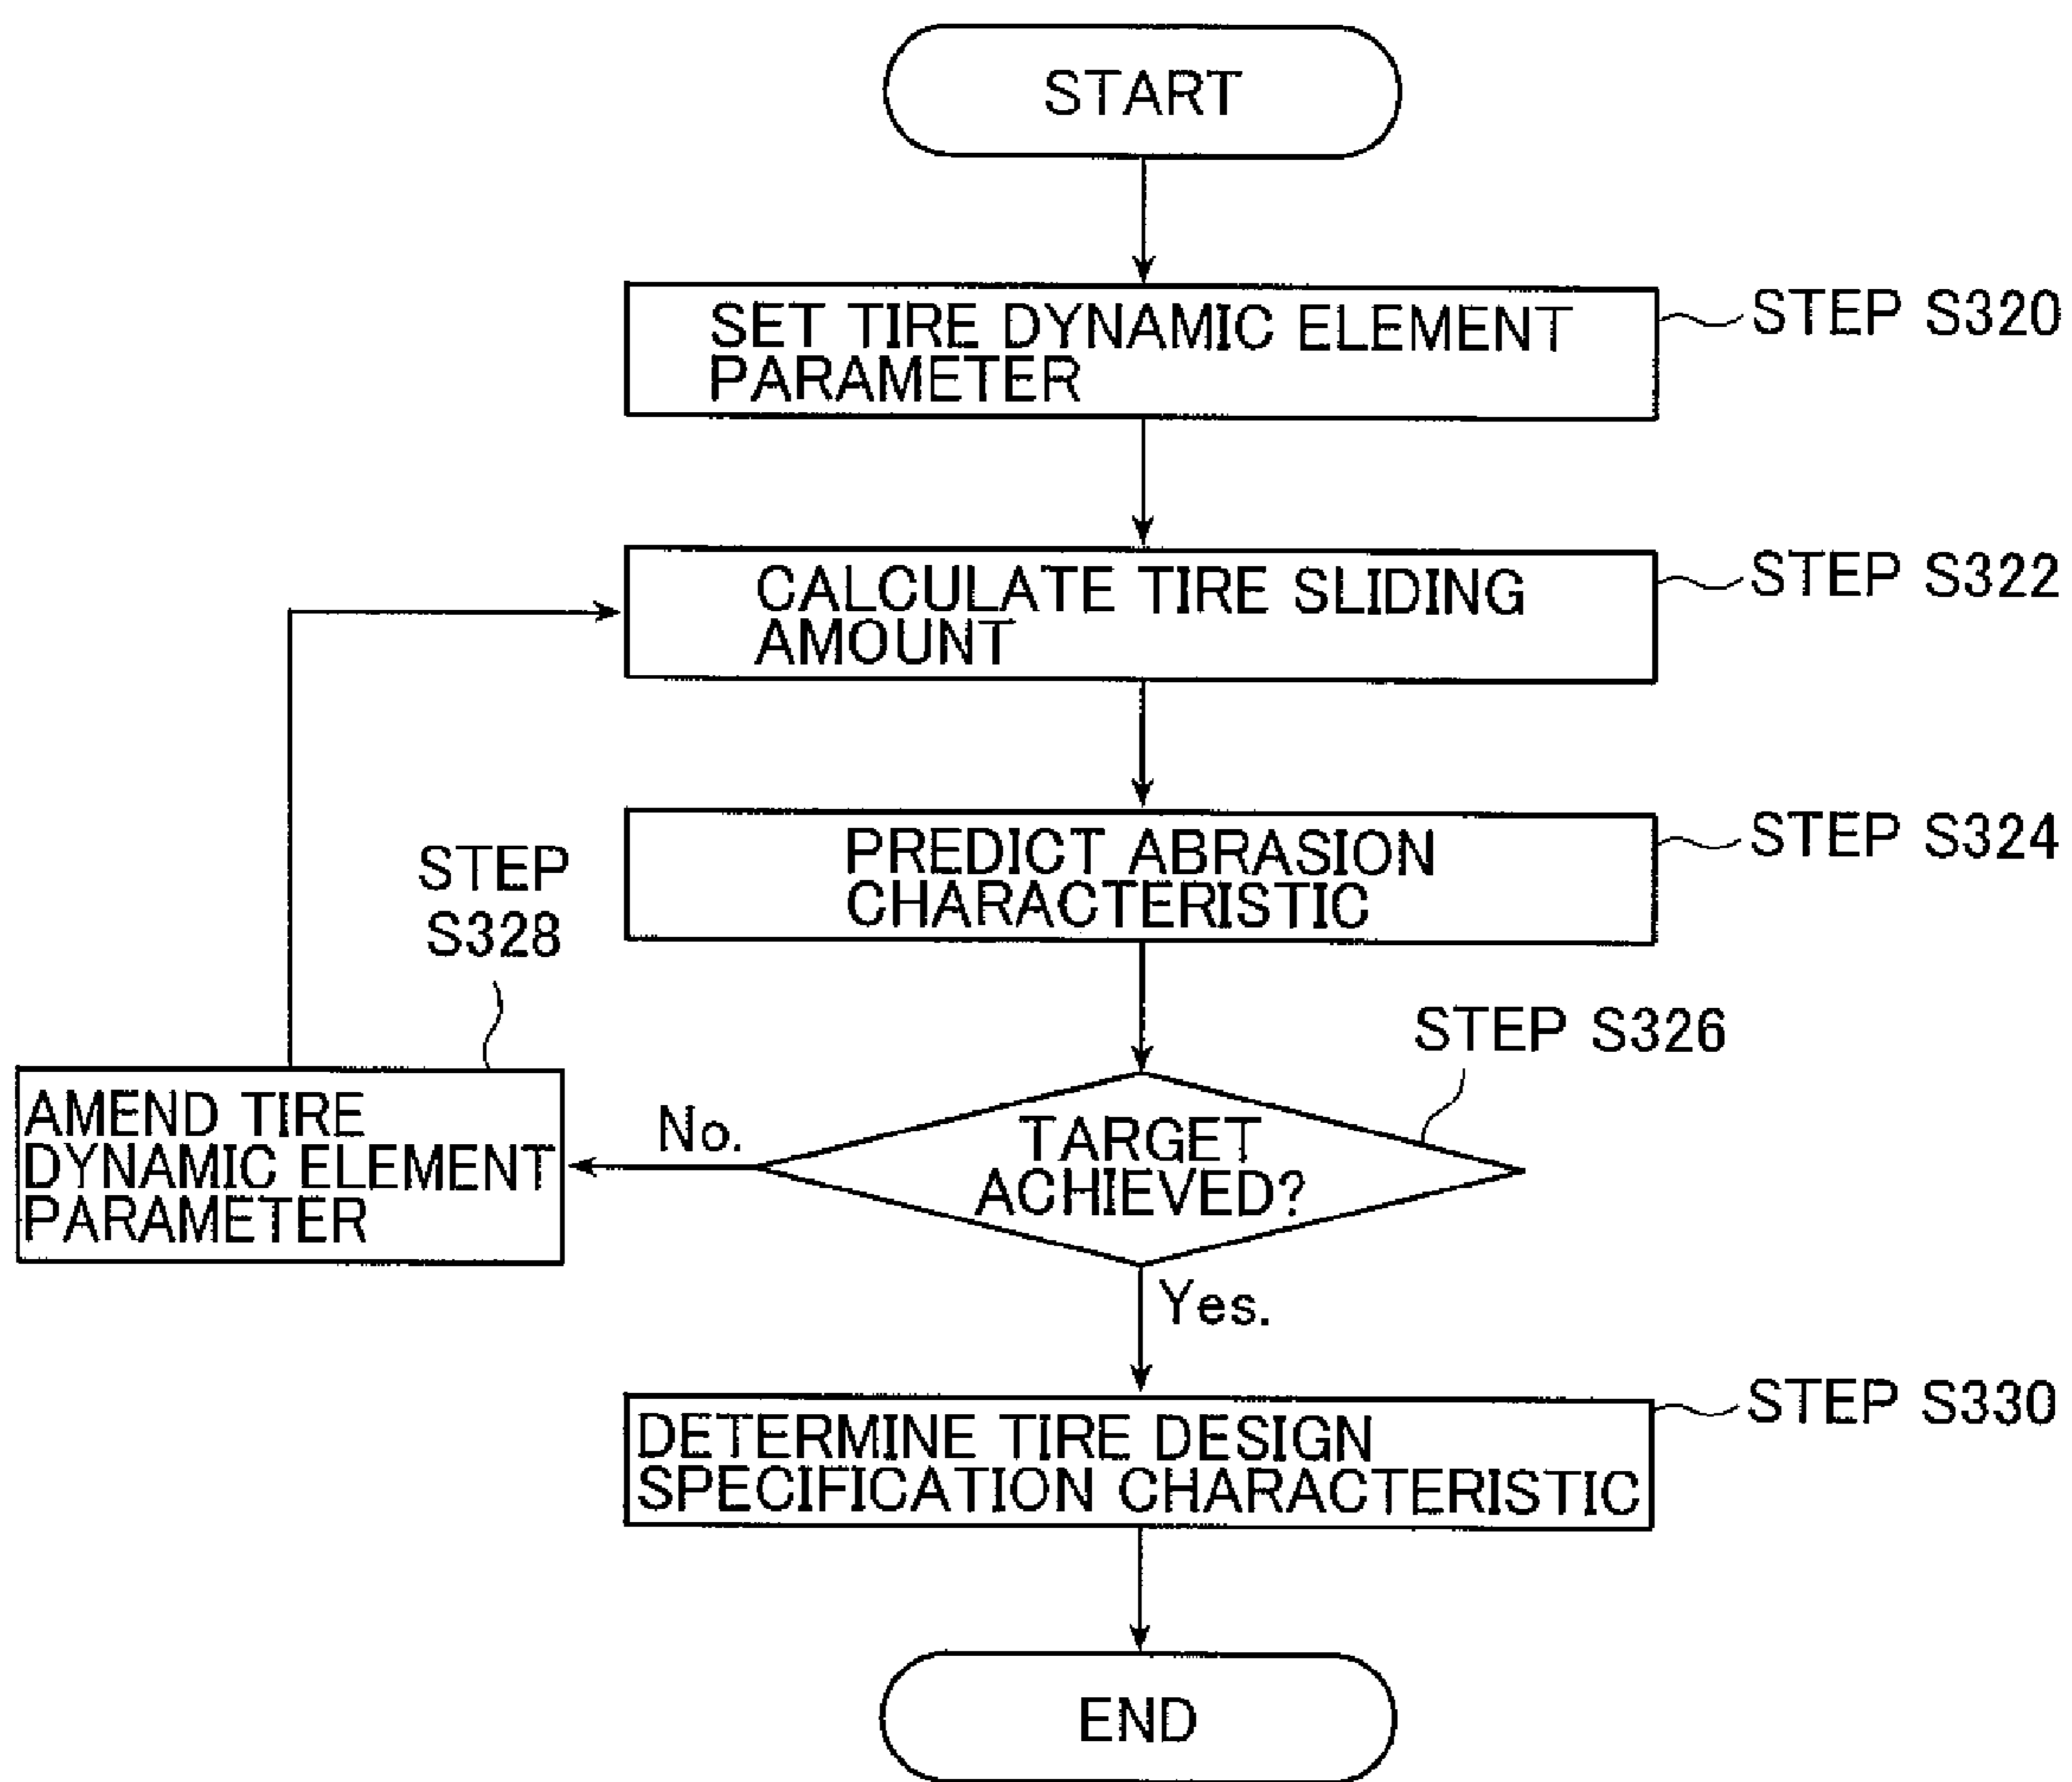 START
SET TIRE DYNAMIC ELEMENT
PARAMETER
STEP S320
CALCULATE TIRE SLIDING
AMOUNT
STEP S322
PREDICT ABRASION
CHARACTERISTIC
STEP S324
STEP
S328
STEP S326
AMEND TIRE
DYNAMIC ELEMENT
PARAMETER
No.
TARGET
ACHIEVED?
Yes.
DETERMINE TIRE DESIGN
SPECIFICATION CHARACTERISTIC
STEP S330
END